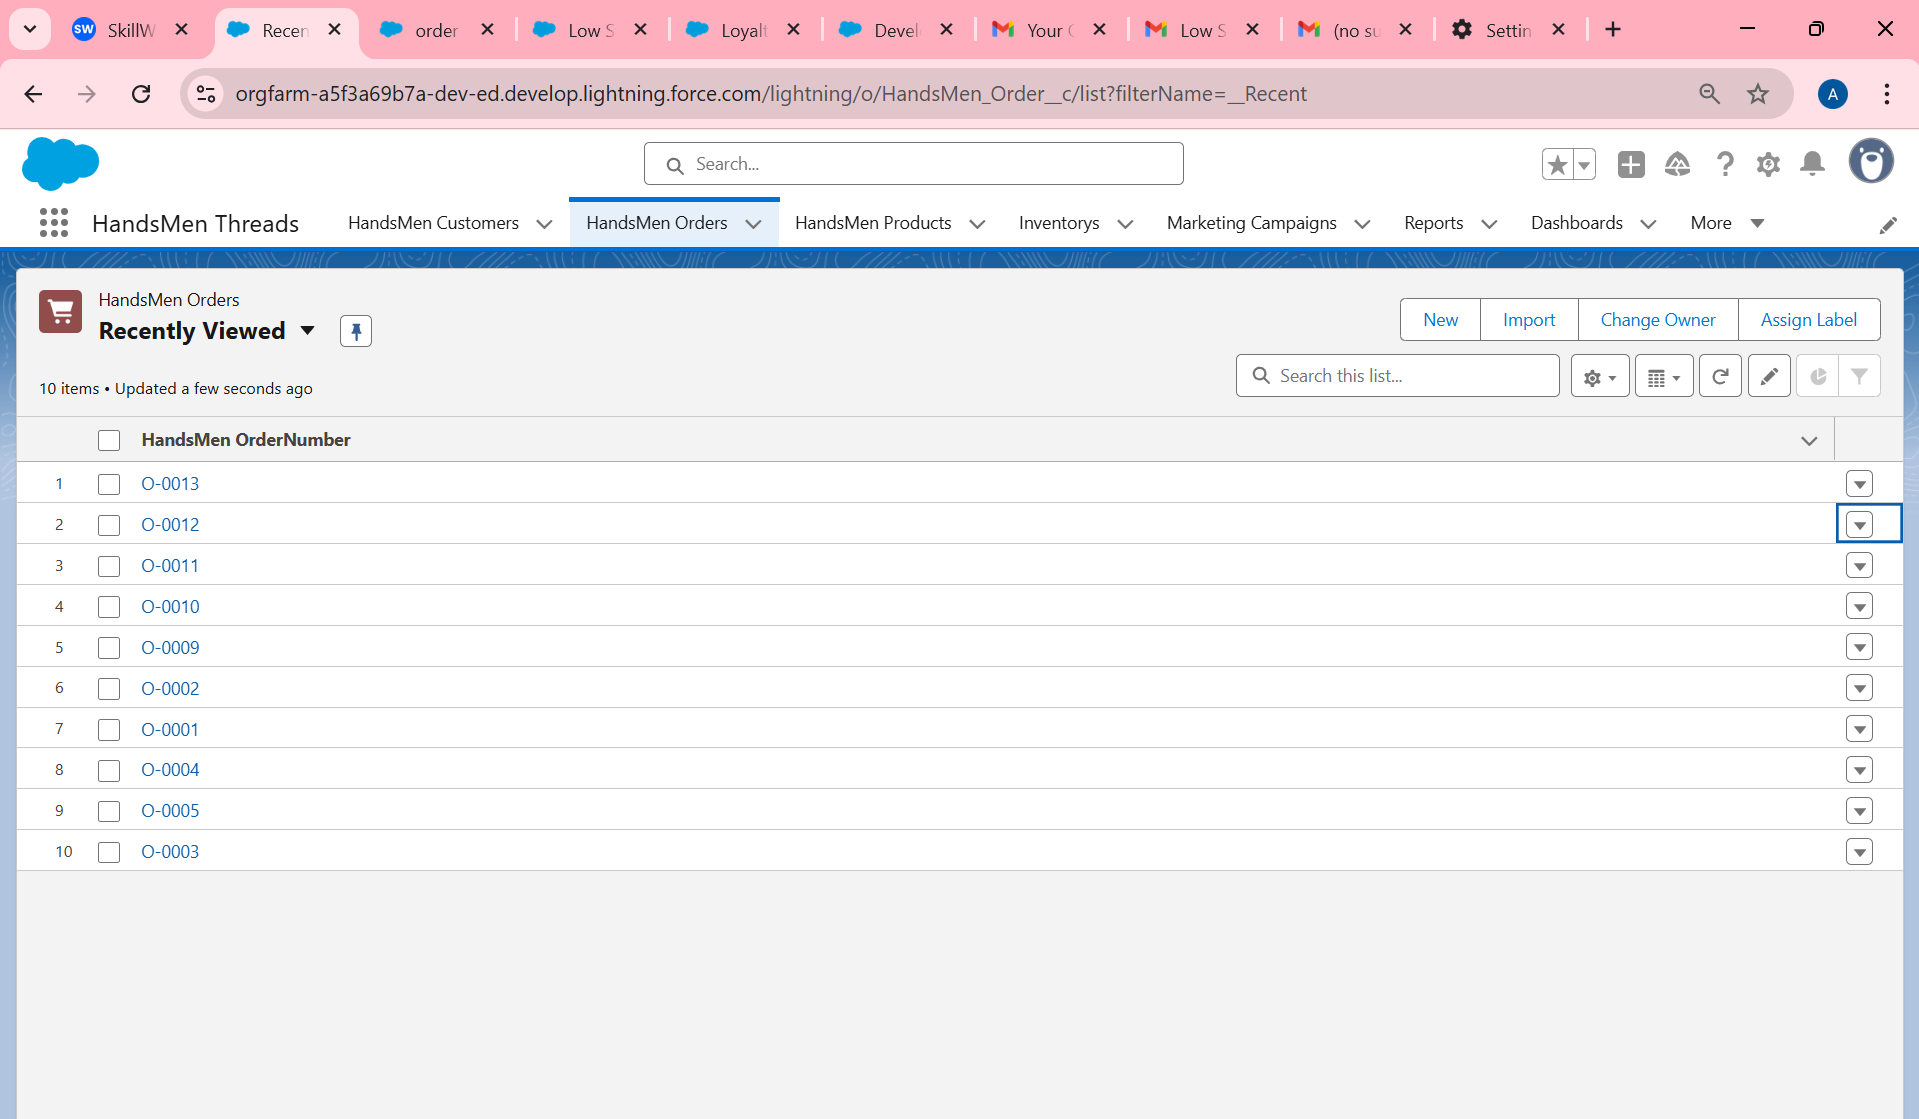 SW SkillW Recen order Low S Loyalt Devel Your Low S (no su Settin
orgfarm-a5f3a69b7a-dev-ed.develop.lightning.force.com/lightning/o/HandsMen_Order__c/list?filterName=__Recent A
Search...
HandsMen Threads HandsMen Customers HandsMen Orders HandsMen Products Inventorys Marketing Campaigns Reports Dashboards More
HandsMen Orders
Recently Viewed
New Import Change Owner Assign Label
10 items • Updated a few seconds ago
Search this list...
HandsMen OrderNumber
1 O-0013
2 O-0012
3 O-0011
4 O-0010
5 O-0009
6 O-0002
7 O-0001
8 O-0004
9 O-0005
10 O-0003